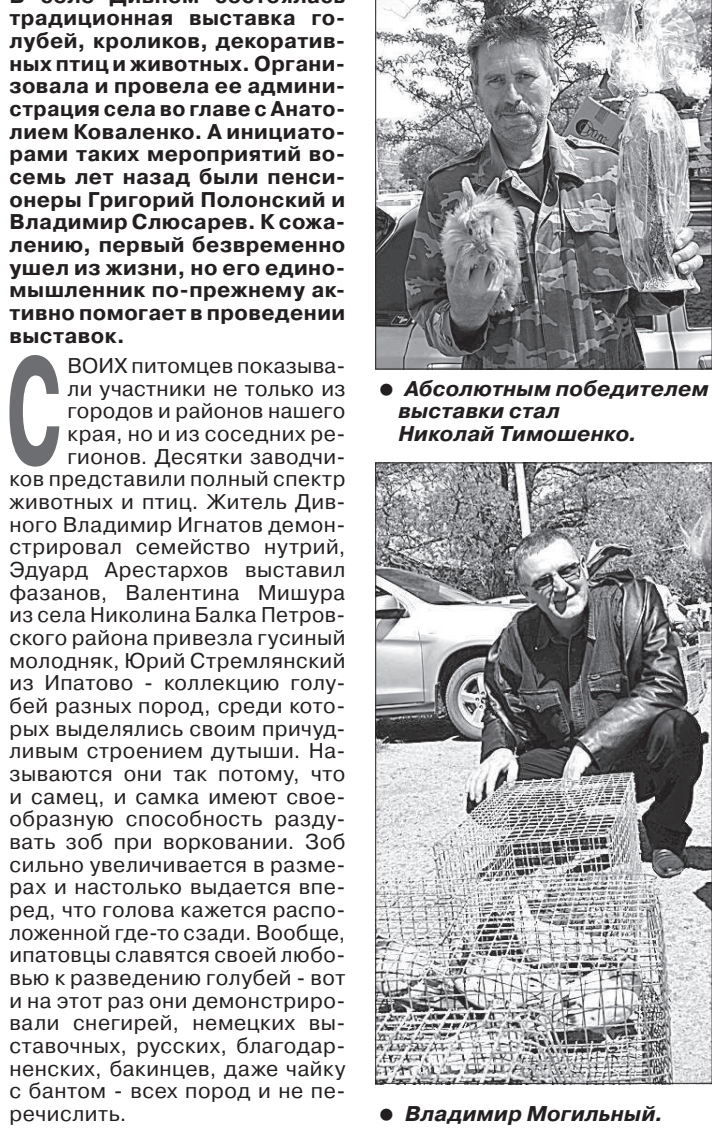 В селе Дивном состоялась
традиционная выставка го-
лубей, кроликов, декоратив-
ных птиц и животных. Органи-
зовала и провела ее админи-
страция села во главе с Анато-
лием Коваленко. А инициато-
рами таких мероприятий во-
семь лет назад были пенси-
онеры Григорий Полонский и
Владимир Слюсарев. К сожа-
лению, первый безвременно
ушел из жизни, но его едино-
мышленник по-прежнему ак-
тивно помогает в проведении
выставок.
СВОИХ питомцев показыва-
ли участники не только из
городов и районов нашего
края, но и из соседних ре-
гионов. Десятки заводчи-
ков представили полный спектр
животных и птиц. Житель Див-
ного Владимир Игнатов демон-
стрировал семейство нутрий,
Эдуард Арестархов выставил
фазанов, Валентина Мишура
из села Николина Балка Петров-
ского района привезла гусиный
молодняк, Юрий Стремлянский
из Ипатово - коллекцию голу-
бей разных пород, среди кото-
рых выделялись своим причуд-
ливым строением дутыши. На-
зываются они так потому, что
и самец, и самка имеют свое-
образную способность разду-
вать зоб при ворковании. Зоб
сильно увеличивается в разме-
рах и настолько выдается впе-
ред, что голова кажется распо-
ложенной где-то сзади. Вообще,
ипатовцы славятся своей любо-
вью к разведению голубей - вот
и на этот раз они демонстриро-
вали снегирей, немецких вы-
ставочных, русских, благодар-
ненских, бакинцев, даже чайку
с бантом - всех пород и не пе-
речислить.
● Абсолютным победителем
выставки стал
Николай Тимошенко.
● Владимир Могильный.